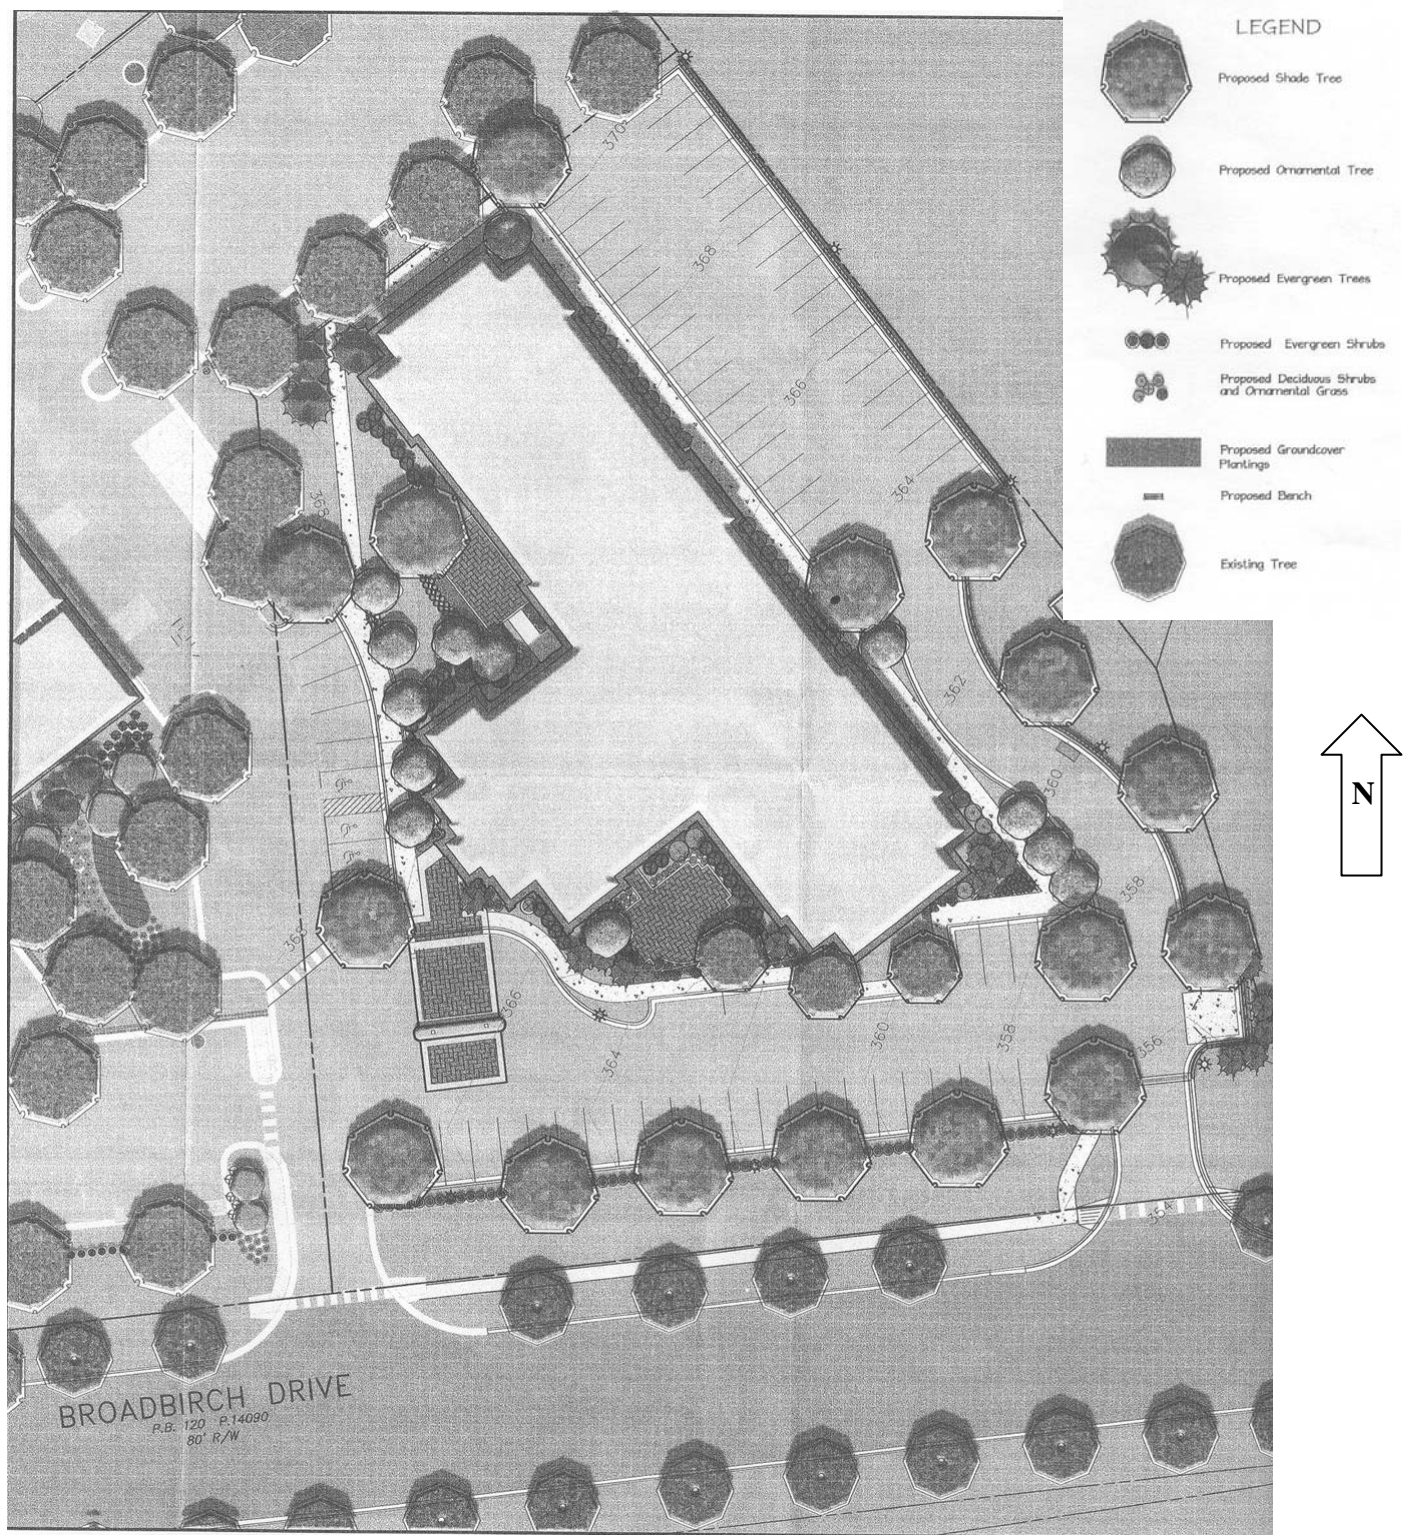 LEGEND
Proposed Shade Tree
Proposed Ornamental Tree
Proposed Evergreen Trees
Proposed Evergreen Shrubs
Proposed Deciduous Shrubs
and Ornamental Grass
Proposed Groundcover
Plantings
Proposed Bench
Existing Tree
N
370
368
366
364
368
362
360
358
368
366
364
360
358
356
354
BROADBIRCH DRIVE
P.B. 120 P.14090
80' R/W